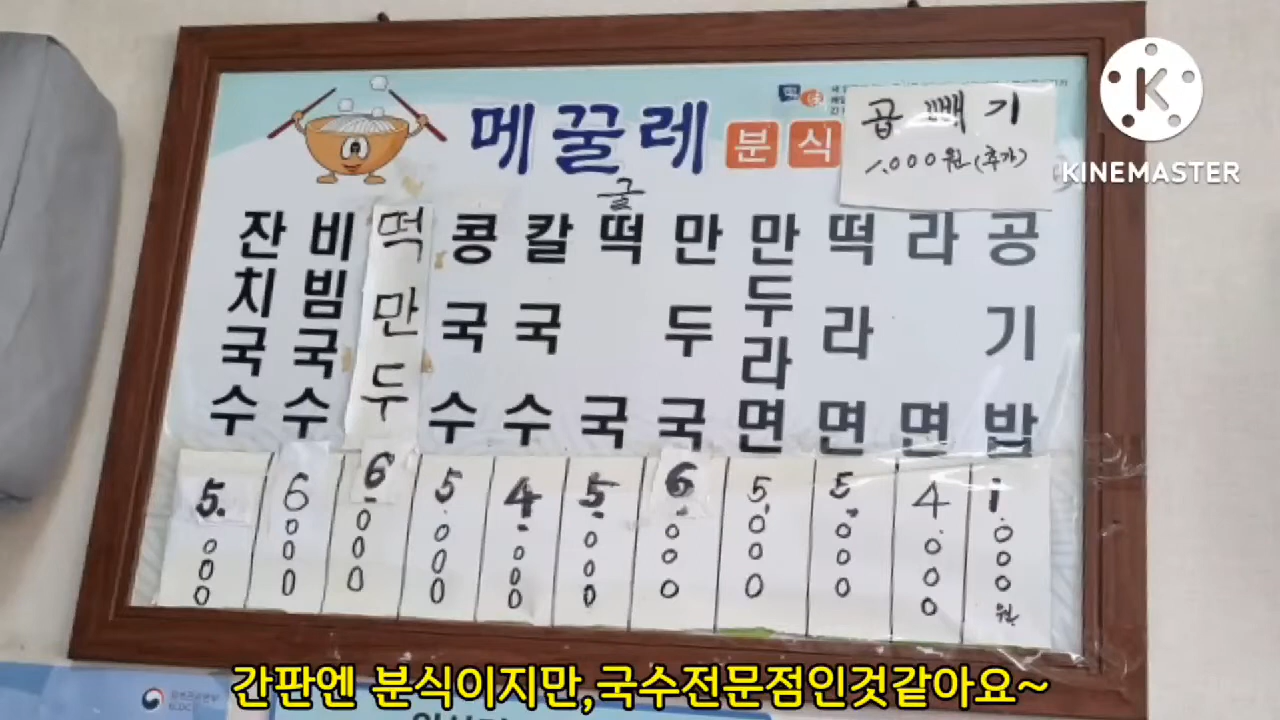 메꿀레 분식
곱빼기
1.000원(추가)
잔치국수 5.000
비빔국수 6000
떡만두 6.000
콩국수 5.000
칼국수 4.000
굴떡국 5.000
만두국 6.000
만두라면 5.000
떡라면 5.000
라면 4.000
공기밥 1.000원
K
KINEMASTER
간판엔 분식이지만,국수전문점인것같아요~